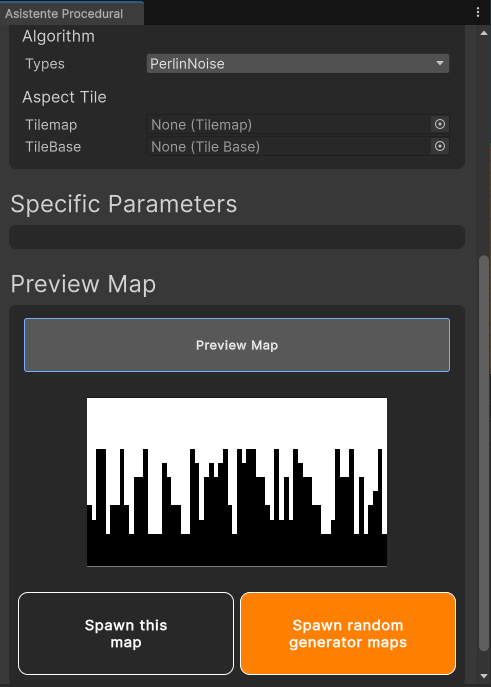 Asistente Procedural
Algorithm
Types
PerlinNoise
Aspect Tile
Tilemap
None (Tilemap)
TileBase
None (Tile Base)
Specific Parameters
Preview Map
Preview Map
Spawn this
map
Spawn random
generator maps